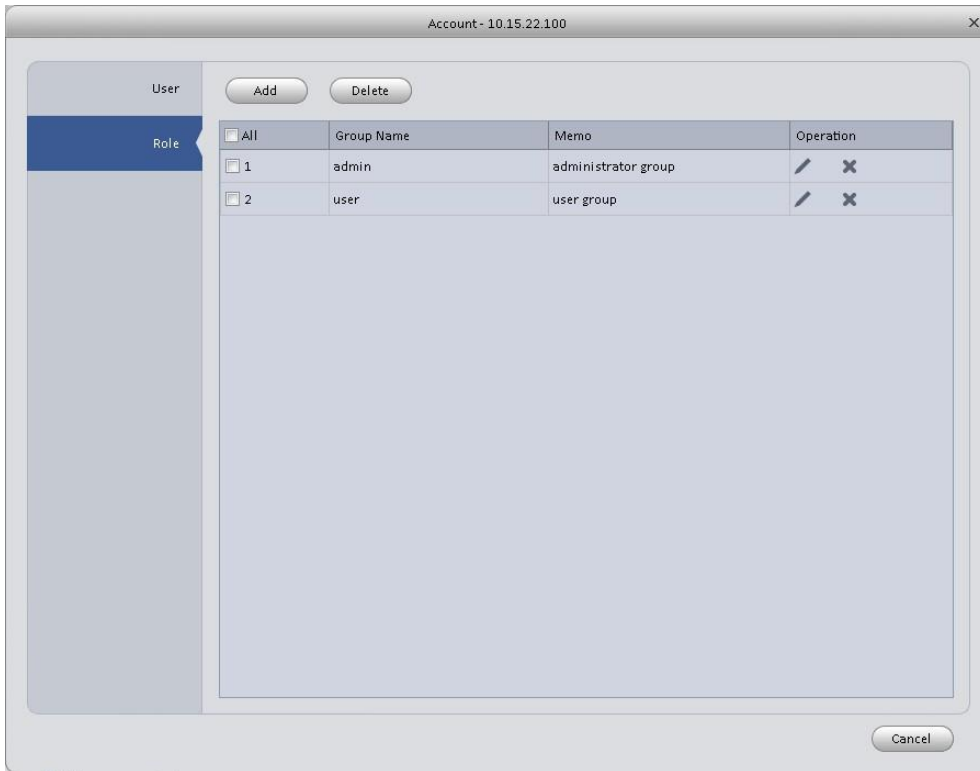 Account - 10.15.22.100
User
Role
Add Delete
All Group Name Memo Operation
1 admin administrator group
2 user user group
Cancel